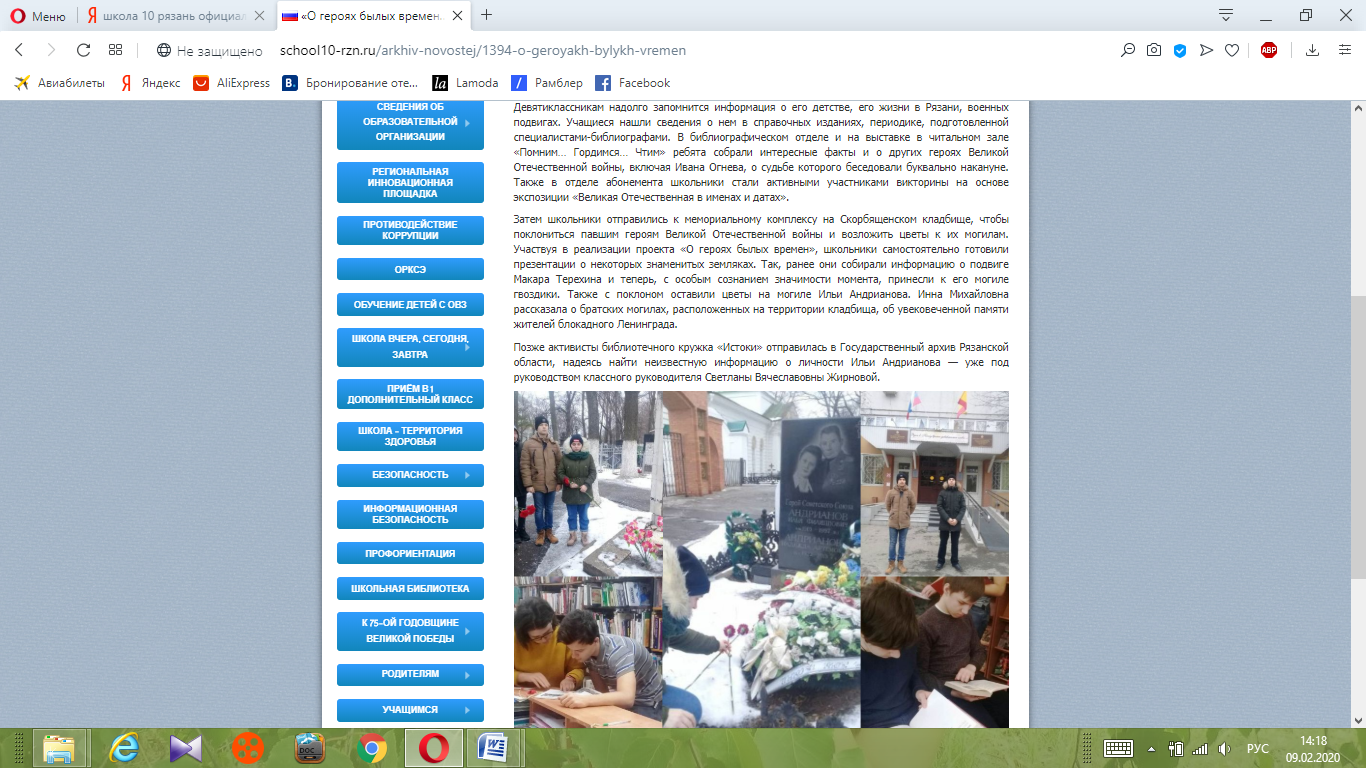 Меню
школа 10 рязань официал
«О героях былых времен.
Не защищено
school10-rzn.ru/arkhiv-novostej/1394-o-geroyakh-bylykh-vremen
ABP
Авиабилеты
Яндекс
AliExpress
B.
Бронирование оте...
la
Lamoda
Рамблер
Facebook
СВЕДЕНИЯ ОБ
ОБРАЗОВАТЕЛЬНОЙ
ОРГАНИЗАЦИИ
РЕГИОНАЛЬНАЯ
ИННОВАЦИОННАЯ
ПЛОЩАДКА
ПРОТИВОДЕЙСТВИЕ
КОРРУПЦИИ
ОРКСЭ
ОБУЧЕНИЕ ДЕТЕЙ С ОВЗ
ШКОЛА ВЧЕРА, СЕГОДНЯ,
ЗАВТРА
ПРИЁМ В 1
ДОПОЛНИТЕЛЬНЫЙ КЛАСС
ШКОЛА - ТЕРРИТОРИЯ
ЗДОРОВЬЯ
БЕЗОПАСНОСТЬ
ИНФОРМАЦИОННАЯ
БЕЗОПАСНОСТЬ
ПРОФОРИЕНТАЦИЯ
ШКОЛЬНАЯ БИБЛИОТЕКА
К 75-ОЙ ГОДОВЩИНЕ
ВЕЛИКОЙ ПОБЕДЫ
РОДИТЕЛЯМ
УЧАЩИМСЯ
Девятиклассникам надолго запомнится информация о его детстве, его жизни в Рязани, военных
подвигах. Учащиеся нашли сведения о нем в справочных изданиях, периодике, подготовленной
специалистами-библиографами. В библиографическом отделе и на выставке в читальном зале
«Помним... Гордимся... Чтим» ребята собрали интересные факты и о других героях Великой
Отечественной войны, включая Ивана Огнева, о судьбе которого беседовали буквально накануне.
Также в отделе абонемента школьники стали активными участниками викторины на основе
экспозиции «Великая Отечественная в именах и датах».
Затем школьники отправились к мемориальному комплексу на Скорбященском кладбище, чтобы
поклониться павшим героям Великой Отечественной войны и возложить цветы к их могилам.
Участвуя в реализации проекта «О героях былых времен», школьники самостоятельно готовили
презентации о некоторых знаменитых земляках. Так, ранее они собирали информацию о подвиге
Макара Терехина и теперь, с особым сознанием значимости момента, принесли к его могиле
гвоздики. Также с поклоном оставили цветы на могиле Ильи Андрианова. Инна Михайловна
рассказала о братских могилах, расположенных на территории кладбища, об увековеченной памяти
жителей блокадного Ленинграда.
Позже активисты библиотечного кружка «Истоки» отправилась в Государственный архив Рязанской
области, надеясь найти неизвестную информацию о личности Ильи Андрианова — уже под
руководством классного руководителя Светланы Вячеславовны Жирновой.
Герой Советского Союза
АНДРИАНОВ
DOC
РУС
14:18
09.02.2020